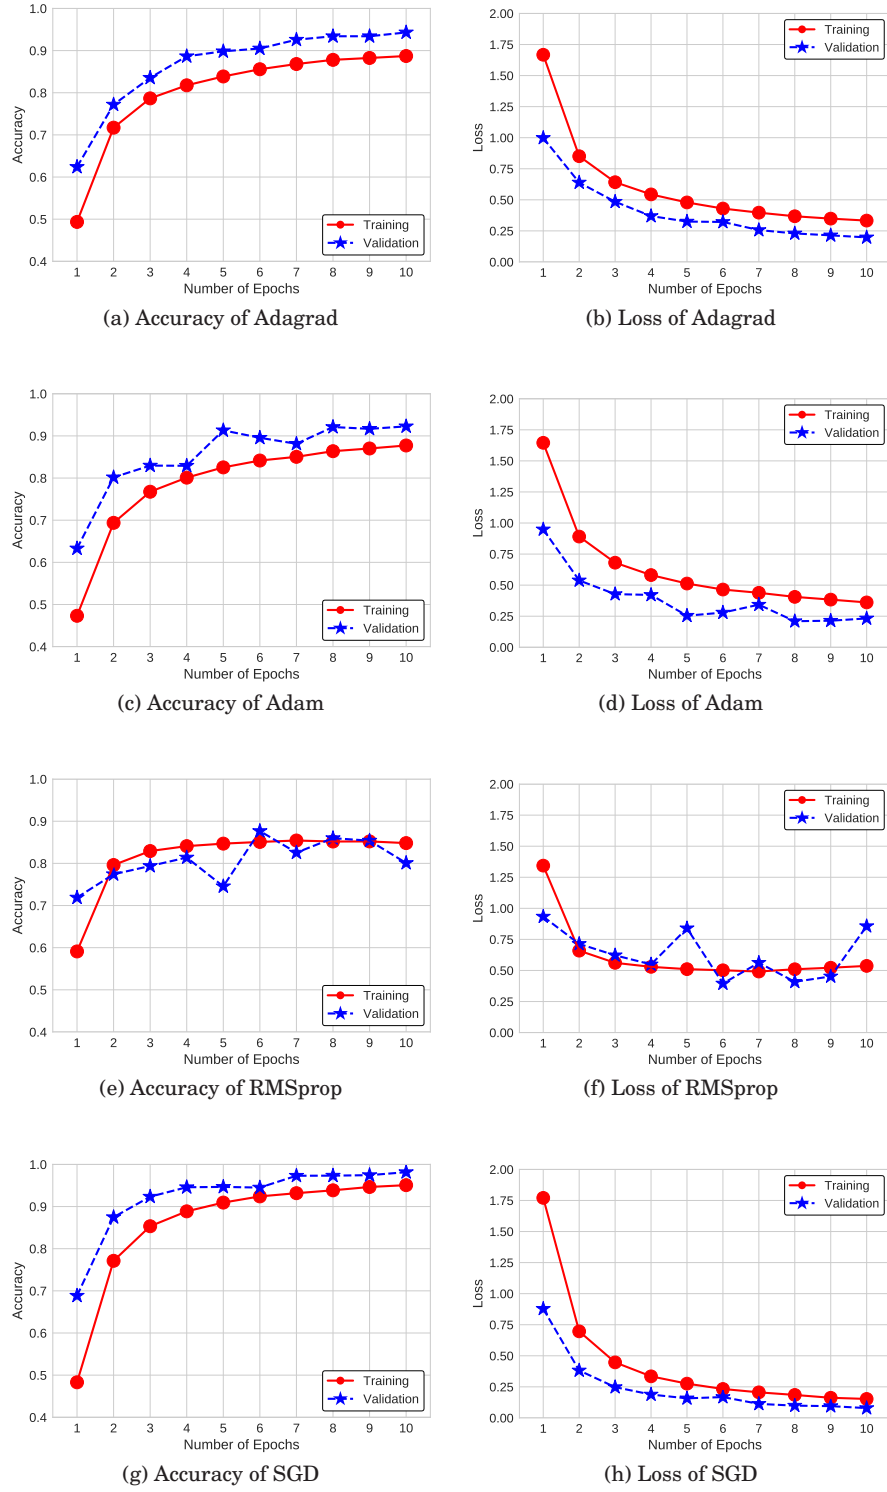 1.0
0.9
0.8
0.7
0.6
0.5
0.4
Accuracy
Training
Validation
1 2 3 4 5 6 7 8 9 10
Number of Epochs
(a) Accuracy of Adagrad
2.00
1.75
1.50
1.25
1.00
0.75
0.50
0.25
0.00
Loss
Training
Validation
1 2 3 4 5 6 7 8 9 10
Number of Epochs
(b) Loss of Adagrad
1.0
0.9
0.8
0.7
0.6
0.5
0.4
Accuracy
Training
Validation
1 2 3 4 5 6 7 8 9 10
Number of Epochs
(c) Accuracy of Adam
2.00
1.75
1.50
1.25
1.00
0.75
0.50
0.25
0.00
Loss
Training
Validation
1 2 3 4 5 6 7 8 9 10
Number of Epochs
(d) Loss of Adam
1.0
0.9
0.8
0.7
0.6
0.5
0.4
Accuracy
Training
Validation
1 2 3 4 5 6 7 8 9 10
Number of Epochs
(e) Accuracy of RMSprop
2.00
1.75
1.50
1.25
1.00
0.75
0.50
0.25
0.00
Loss
Training
Validation
1 2 3 4 5 6 7 8 9 10
Number of Epochs
(f) Loss of RMSprop
1.0
0.9
0.8
0.7
0.6
0.5
0.4
Accuracy
Training
Validation
1 2 3 4 5 6 7 8 9 10
Number of Epochs
(g) Accuracy of SGD
2.00
1.75
1.50
1.25
1.00
0.75
0.50
0.25
0.00
Loss
Training
Validation
1 2 3 4 5 6 7 8 9 10
Number of Epochs
(h) Loss of SGD